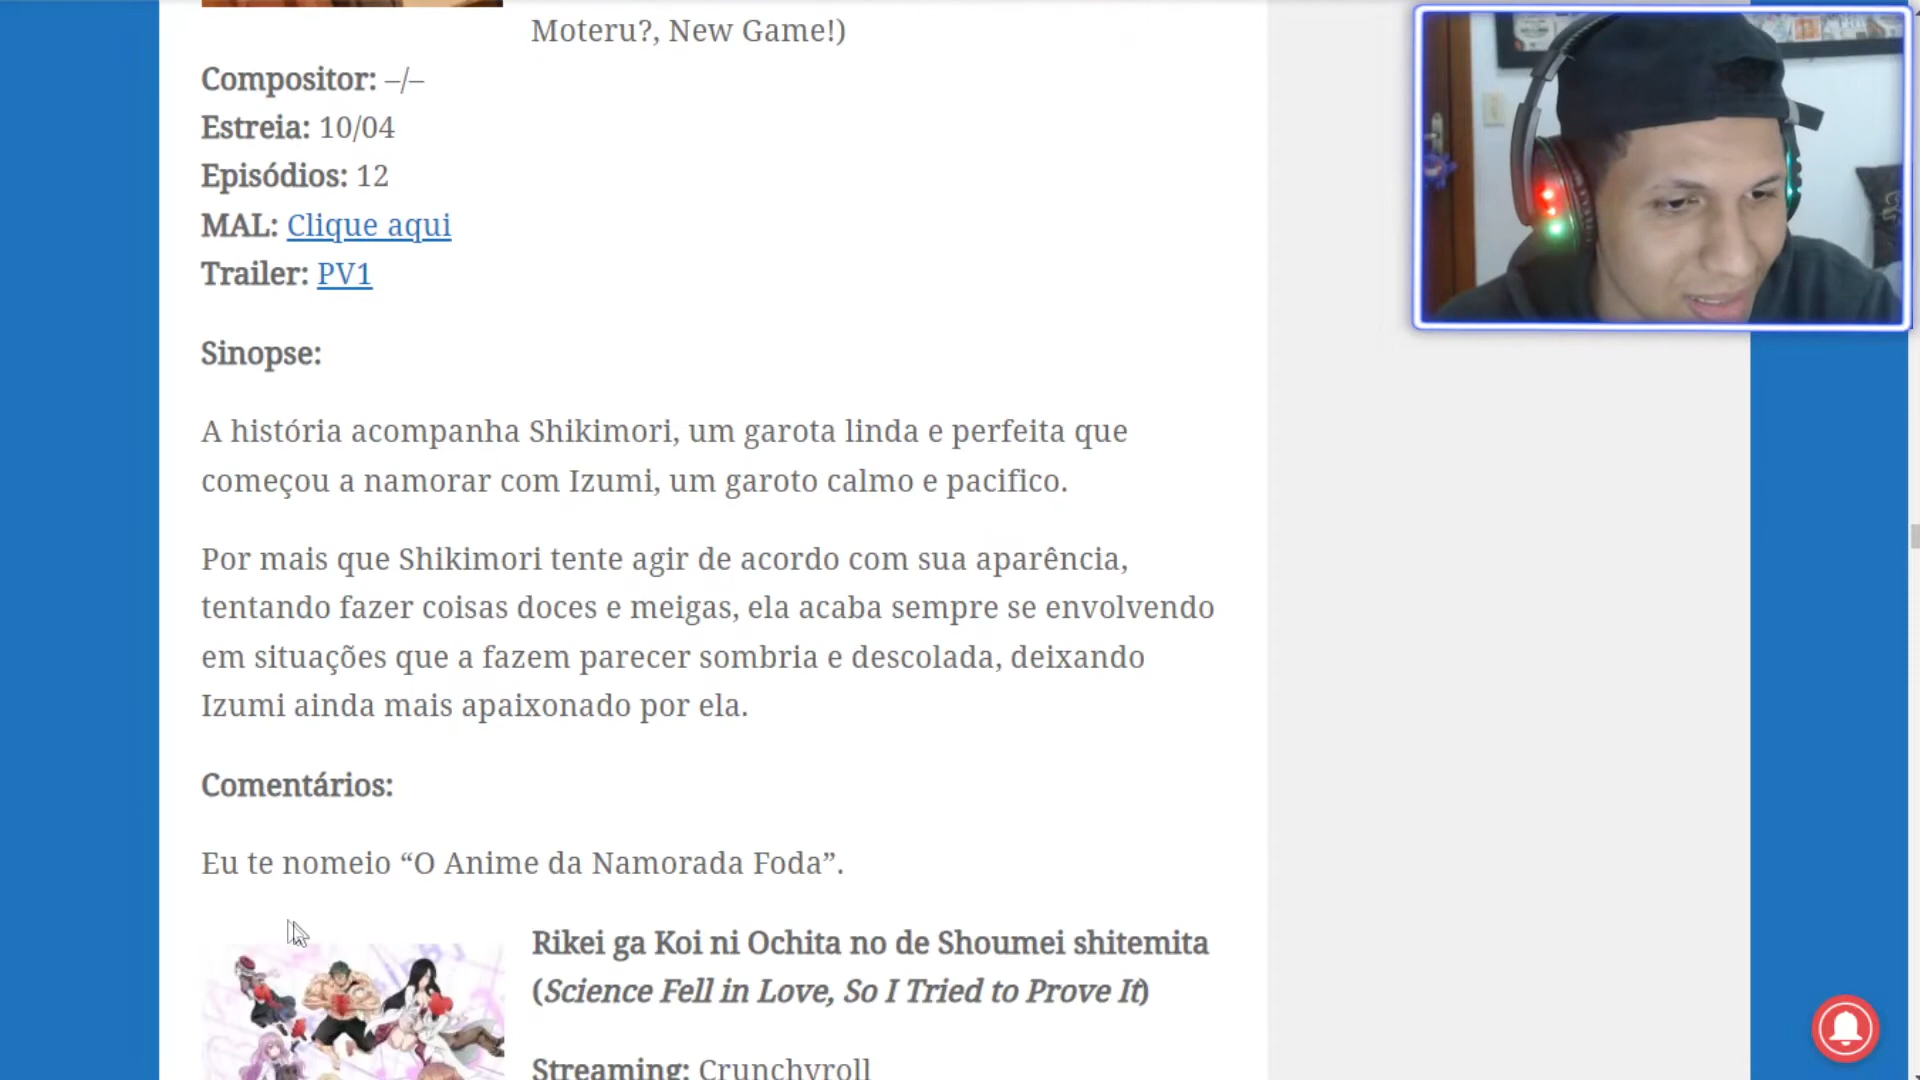 Moteru?, New Game!)
Compositor: –/–
Estreia: 10/04
Episódios: 12
MAL: Clique aqui
Trailer: PV1
Sinopse:
A história acompanha Shikimori, um garota linda e perfeita que
começou a namorar com Izumi, um garoto calmo e pacifico.
Por mais que Shikimori tente agir de acordo com sua aparência,
tentando fazer coisas doces e meigas, ela acaba sempre se envolvendo
em situações que a fazem parecer sombria e descolada, deixando
Izumi ainda mais apaixonado por ela.
Comentários:
Eu te nomeio “O Anime da Namorada Foda”.
Rikei ga Koi ni Ochita no de Shoumei shitemita
(Science Fell in Love, So I Tried to Prove It)
Streaming: Crunchyroll